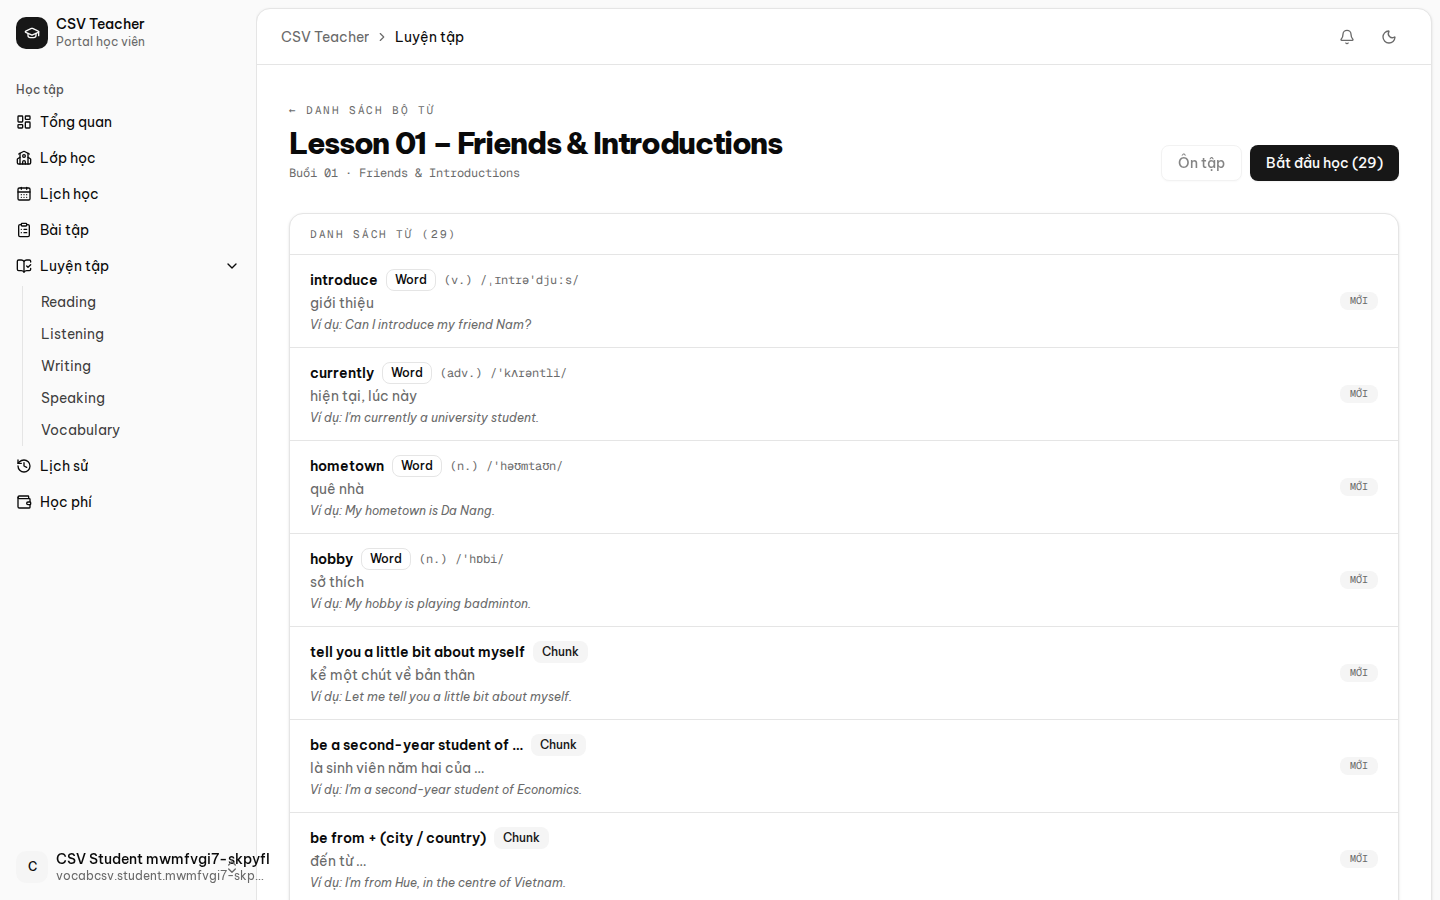 CSV Teacher
Portal học viên
Học tập
Tổng quan
Lớp học
Lịch học
Bài tập
Luyện tập
Reading
Listening
Writing
Speaking
Vocabulary
Lịch sử
Học phí
C
CSV Student mwmfvgi7-skpyfl
vocabcsv.student.mwmfvgi7-skp...
CSV Teacher > Luyện tập
← DANH SÁCH BỘ TỪ
Lesson 01 – Friends & Introductions
Buổi 01 · Friends & Introductions
Ôn tập
Bắt đầu học (29)
DANH SÁCH TỪ (29)
introduce Word (v.) /ˌɪntrəˈdjuːs/
giới thiệu
Ví dụ: Can I introduce my friend Nam?
MỚI
currently Word (adv.) /ˈkʌrəntli/
hiện tại, lúc này
Ví dụ: I'm currently a university student.
MỚI
hometown Word (n.) /ˈhəʊmtaʊn/
quê nhà
Ví dụ: My hometown is Da Nang.
MỚI
hobby Word (n.) /ˈhɒbi/
sở thích
Ví dụ: My hobby is playing badminton.
MỚI
tell you a little bit about myself Chunk
kể một chút về bản thân
Ví dụ: Let me tell you a little bit about myself.
MỚI
be a second-year student of ... Chunk
là sinh viên năm hai của ...
Ví dụ: I'm a second-year student of Economics.
MỚI
be from + (city / country) Chunk
đến từ ...
Ví dụ: I'm from Hue, in the centre of Vietnam.
MỚI